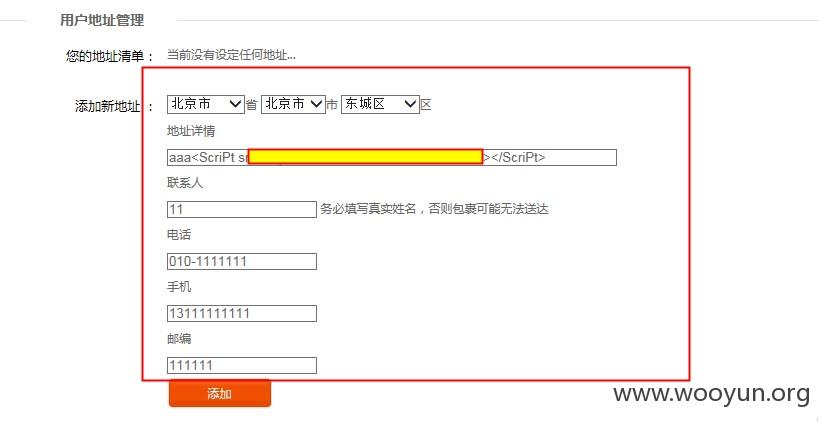 用户地址管理
您的地址清单： 当前没有设定任何地址...
添加新地址： 北京市 省 北京市 市 东城区 区
地址详情
aaa<ScriPt s ></ScriPt>
联系人
11 务必填写真实姓名，否则包裹可能无法送达
电话
010-1111111
手机
13111111111
邮编
111111
添加
www.wooyun.org